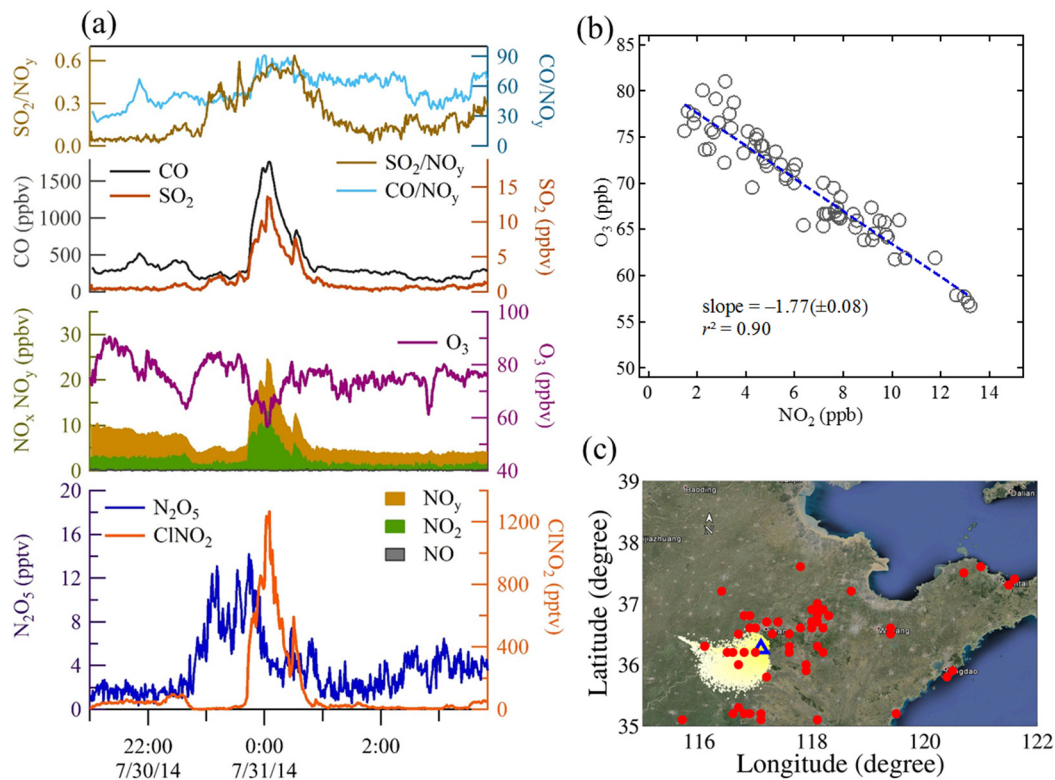 (a)
0.6
0.3
0.0
SO₂/NOy
90
60
30
0
CO/NOy
1500
1000
500
0
CO (ppbv)
CO
SO₂
SO₂/NOy
CO/NOy
15
10
5
0
SO₂ (ppbv)
30
20
10
0
NOx NOy (ppbv)
O₃
100
80
60
40
O₃ (ppbv)
20
16
12
8
4
0
N₂O₅ (pptv)
N₂O₅
ClNO₂
NOy
NO₂
NO
1200
800
400
0
ClNO₂ (pptv)
22:00 0:00 2:00
7/30/14 7/31/14
(b)
85
80
75
70
65
60
55
50
O₃ (ppb)
slope = –1.77(±0.08)
r² = 0.90
0 2 4 6 8 10 12 14
NO₂ (ppb)
(c)
39
38
37
36
35
Latitude (degree)
Baoding
Dalian
N
jiazhuang
116 117 118 119 120 121 122
Longitude (degree)